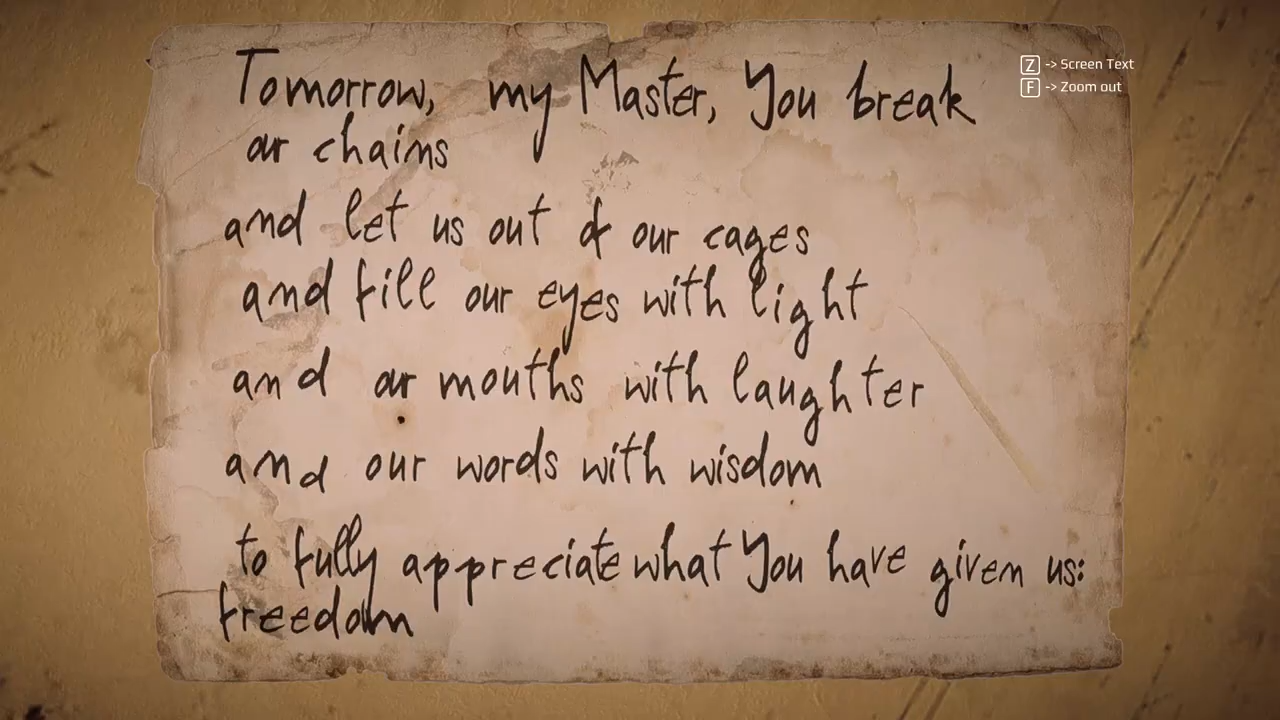 Tomorrow, my Master, You break
or chains
and let us out of our cages
and fill our eyes with light
and or mouths with laughter
and our words with wisdom
to fully appreciate what You have given us:
freedom
Z -> Screen Text
F -> Zoom out